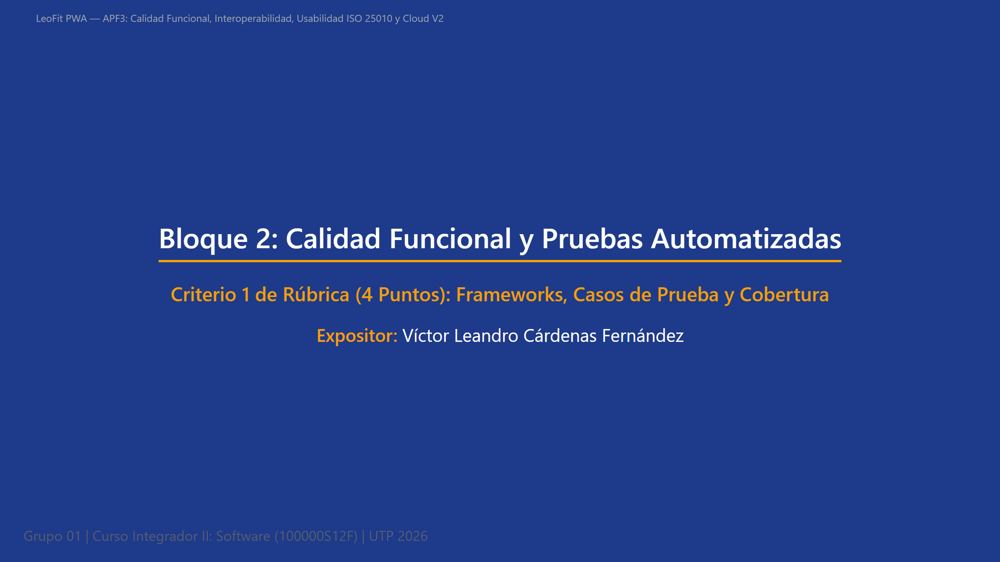 LeoFit PWA — APF3: Calidad Funcional, Interoperabilidad, Usabilidad ISO 25010 y Cloud V2
Bloque 2: Calidad Funcional y Pruebas Automatizadas
Criterio 1 de Rúbrica (4 Puntos): Frameworks, Casos de Prueba y Cobertura
Expositor: Víctor Leandro Cárdenas Fernández
Grupo 01 | Curso Integrador II: Software (100000S12F) | UTP 2026